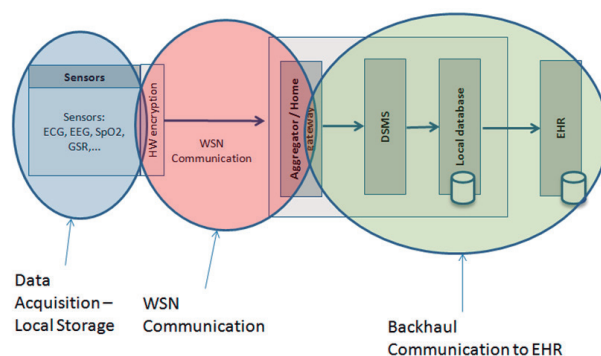 Sensors
Sensors:
ECG, EEG, SpO2,
GSR,...
HW encryption
WSN
Communication
Aggregator / Home
gateway
DSMS
Local database
EHR
Data
Acquisition –
Local Storage
WSN
Communication
Backhaul
Communication to EHR